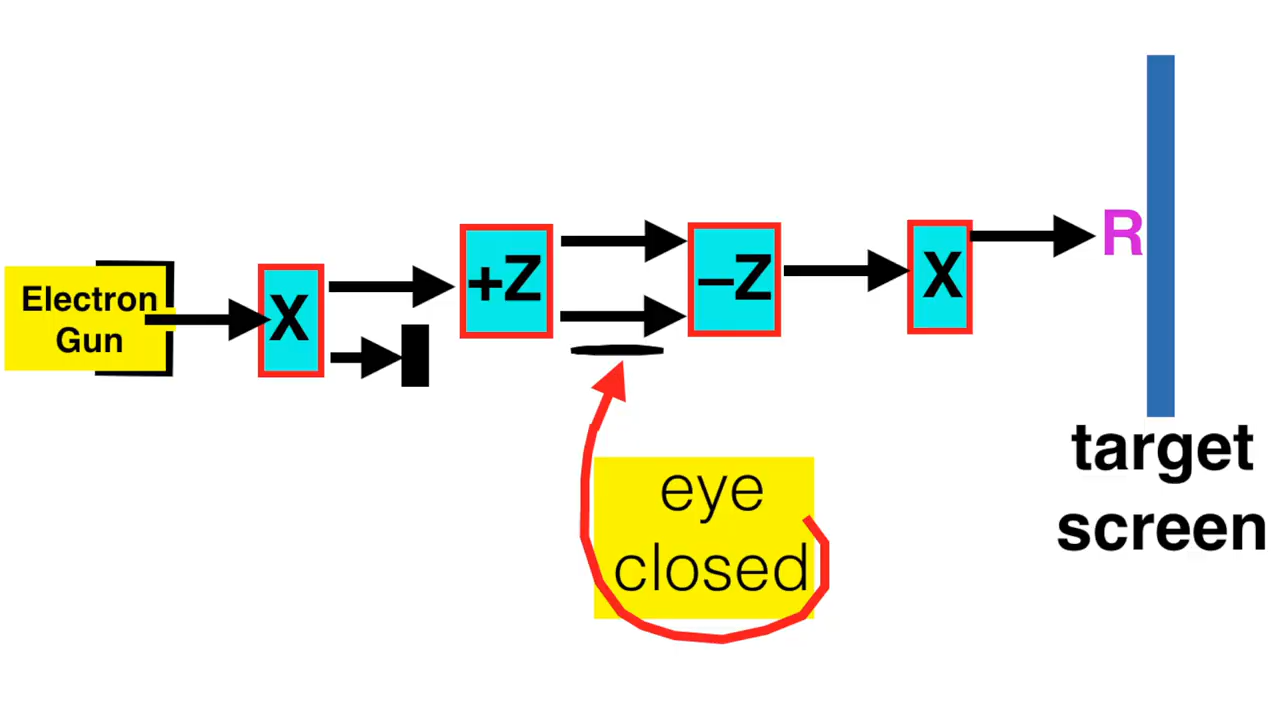 Electron
Gun
X
+Z
–Z
X
R
target
screen
eye
closed